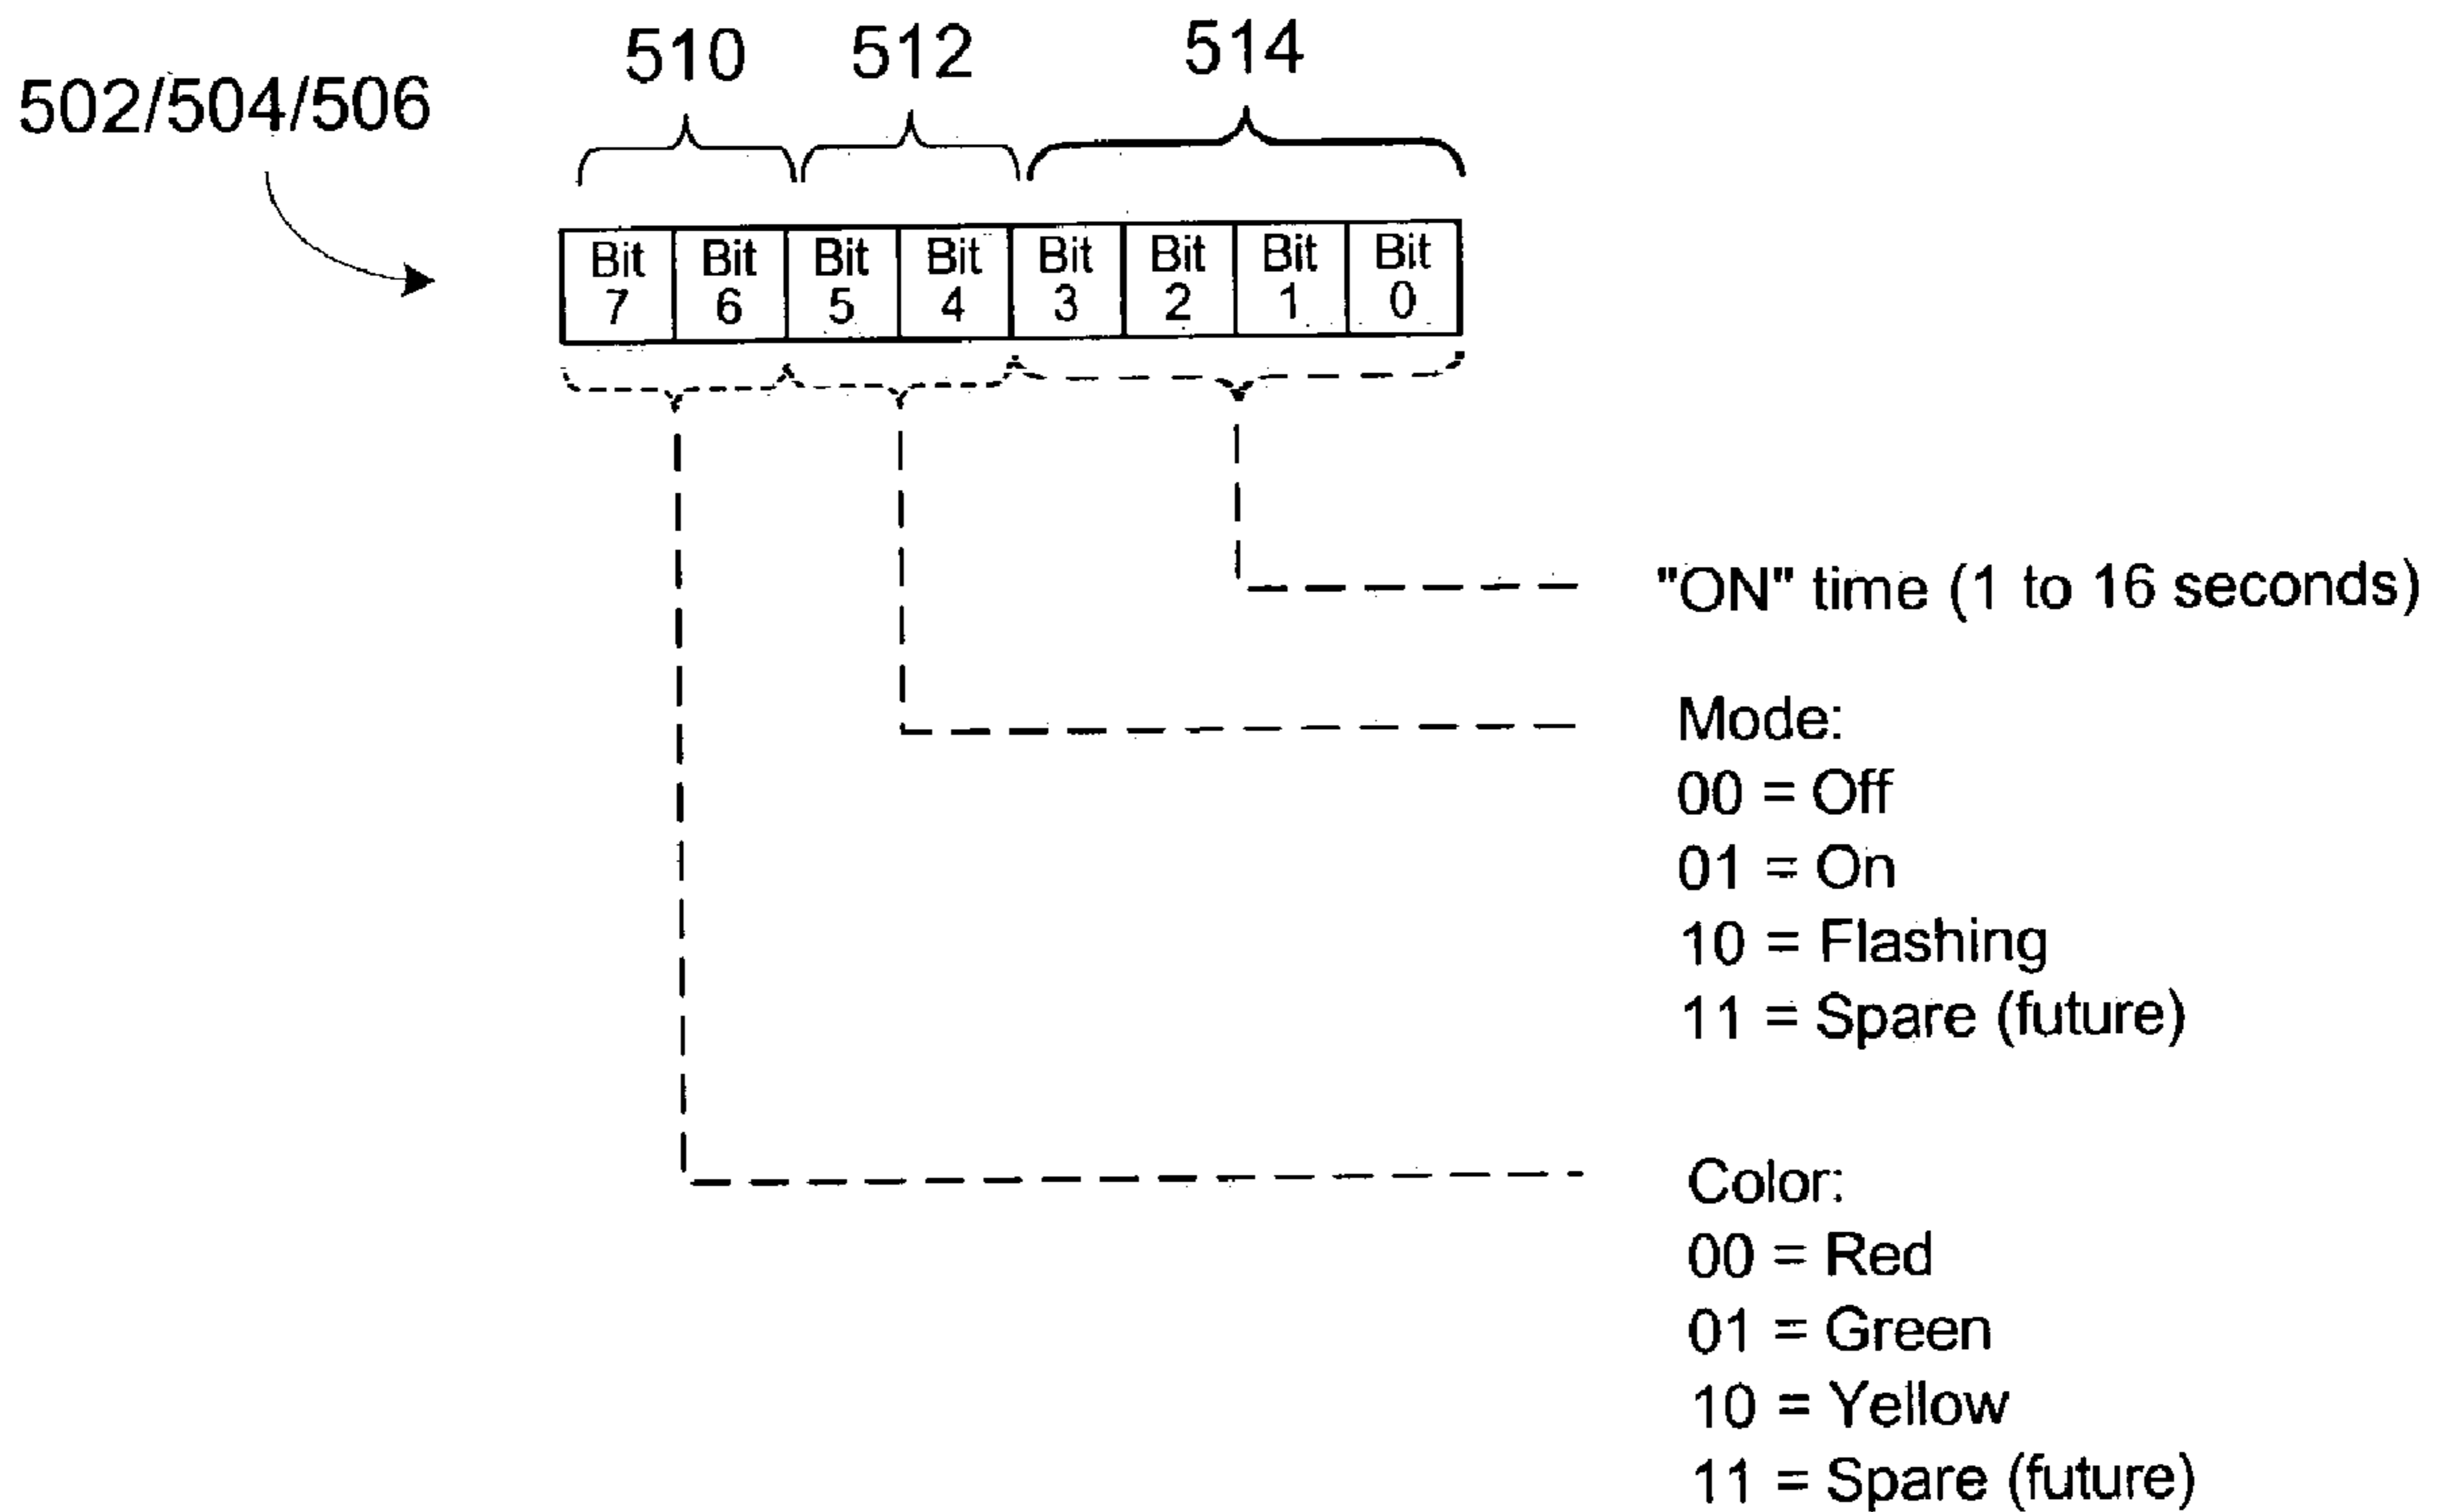 510 512 514
502/504/506
Bit Bit Bit Bit Bit Bit Bit Bit
7 6 5 4 3 2 1 0
"ON" time (1 to 16 seconds)
Mode:
00 = Off
01 = On
10 = Flashing
11 = Spare (future)
Color:
00 = Red
01 = Green
10 = Yellow
11 = Spare (future)